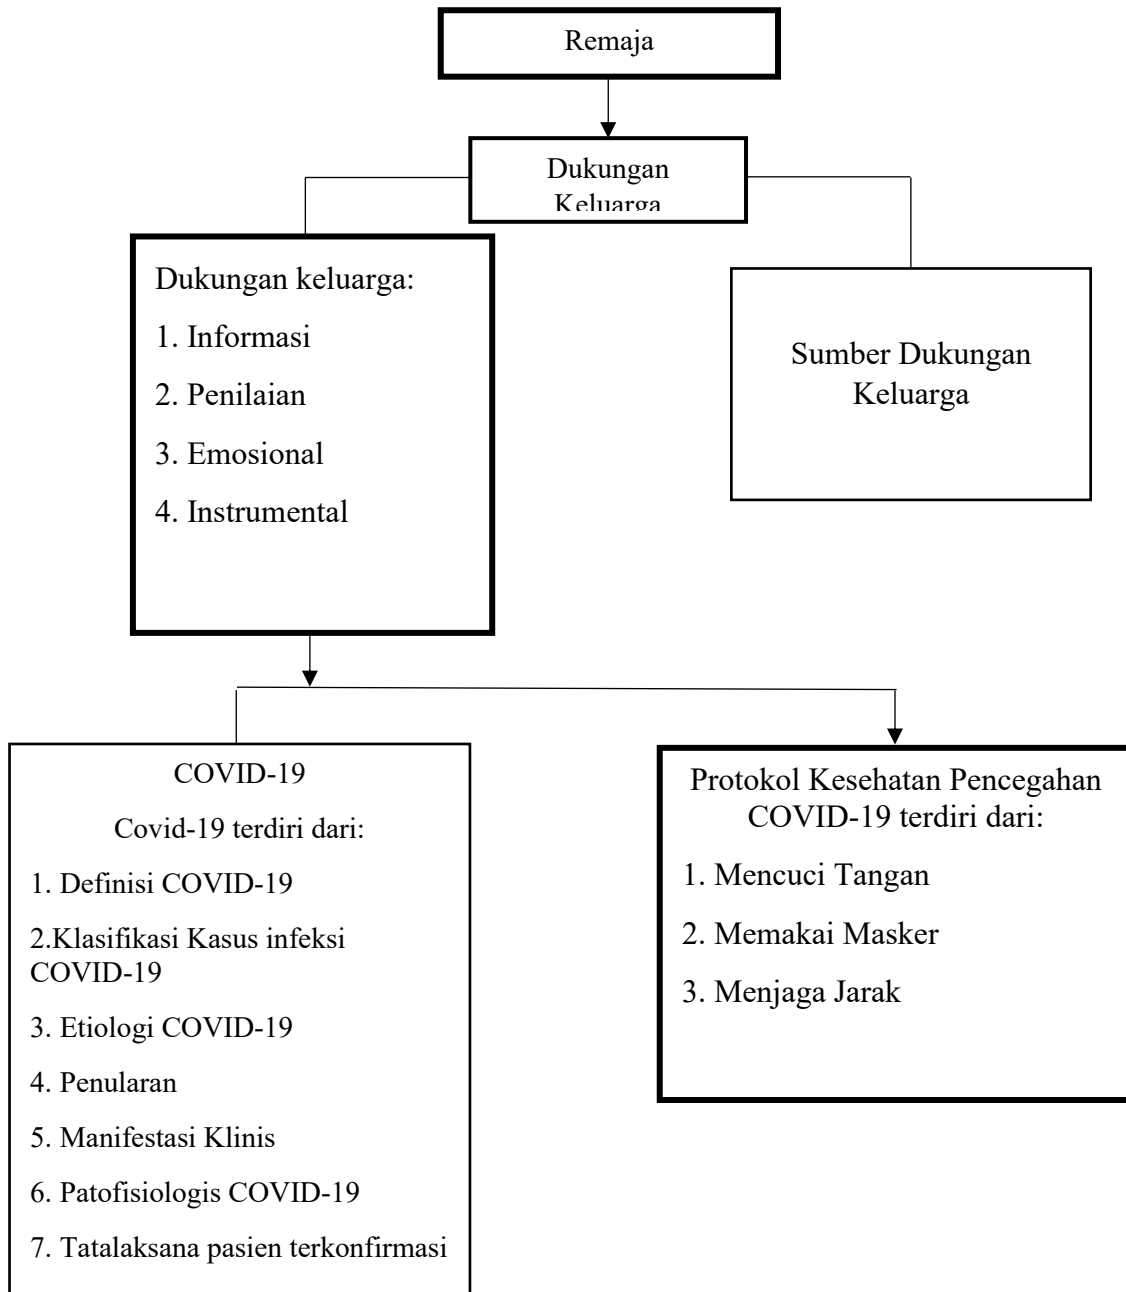 Remaja
Dukungan
Keluarga
Dukungan keluarga:
1. Informasi
2. Penilaian
3. Emosional
4. Instrumental
Sumber Dukungan
Keluarga
COVID-19
Covid-19 terdiri dari:
1. Definisi COVID-19
2.Klasifikasi Kasus infeksi
COVID-19
3. Etiologi COVID-19
4. Penularan
5. Manifestasi Klinis
6. Patofisiologis COVID-19
7. Tatalaksana pasien terkonfirmasi
Protokol Kesehatan Pencegahan
COVID-19 terdiri dari:
1. Mencuci Tangan
2. Memakai Masker
3. Menjaga Jarak